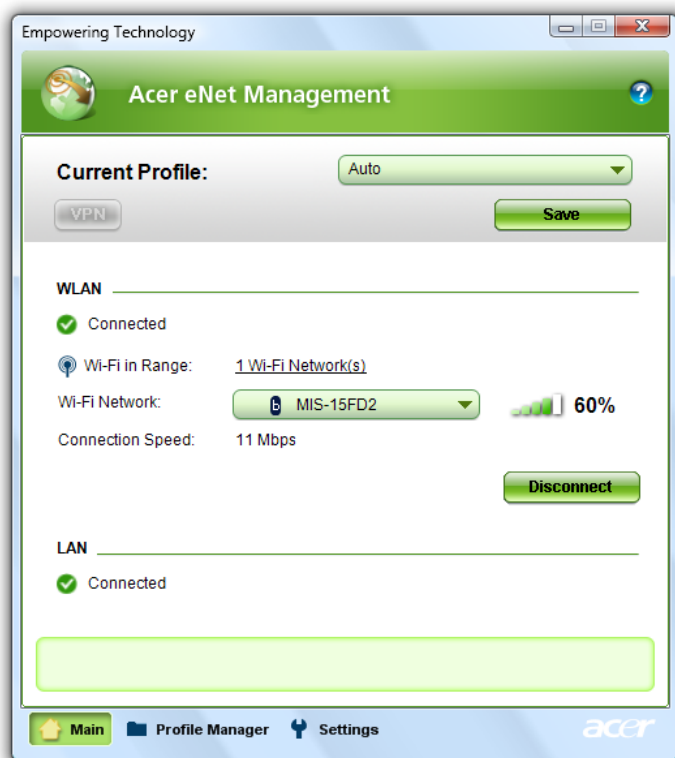 Empowering Technology
Acer eNet Management
Current Profile: Auto
VPN Save
WLAN
Connected
Wi-Fi in Range: 1 Wi-Fi Network(s)
Wi-Fi Network: b MIS-15FD2 60%
Connection Speed: 11 Mbps
Disconnect
LAN
Connected
Main Profile Manager Settings acer